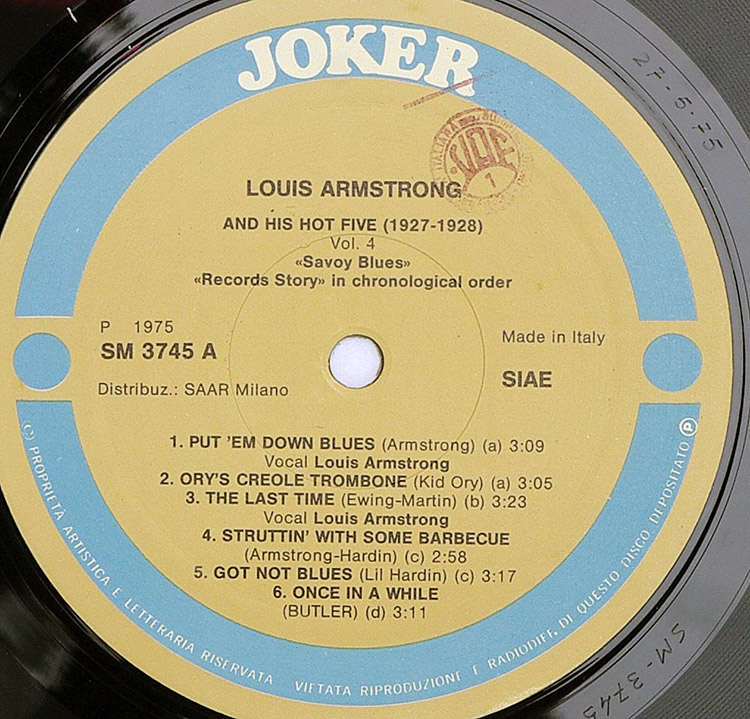 JOKER
ITALIANA
SIAE
1
27-5-75
LOUIS ARMSTRONG
AND HIS HOT FIVE (1927-1928)
Vol. 4
«Savoy Blues»
«Records Story» in chronological order
P 1975
SM 3745 A
Distribuz.: SAAR Milano
Made in Italy
SIAE
1. PUT 'EM DOWN BLUES (Armstrong) (a) 3:09
Vocal Louis Armstrong
2. ORY'S CREOLE TROMBONE (Kid Ory) (a) 3:05
3. THE LAST TIME (Ewing-Martin) (b) 3:23
Vocal Louis Armstrong
4. STRUTTIN' WITH SOME BARBECUE
(Armstrong-Hardin) (c) 2:58
5. GOT NOT BLUES (Lil Hardin) (c) 3:17
6. ONCE IN A WHILE
(BUTLER) (d) 3:11
(C) PROPRIETÀ ARTISTICA E LETTERARIA RISERVATA VIETATA RIPRODUZIONE E RADIODIFF. DI QUESTO DISCO DEPOSITATO Ⓟ
SM-3745